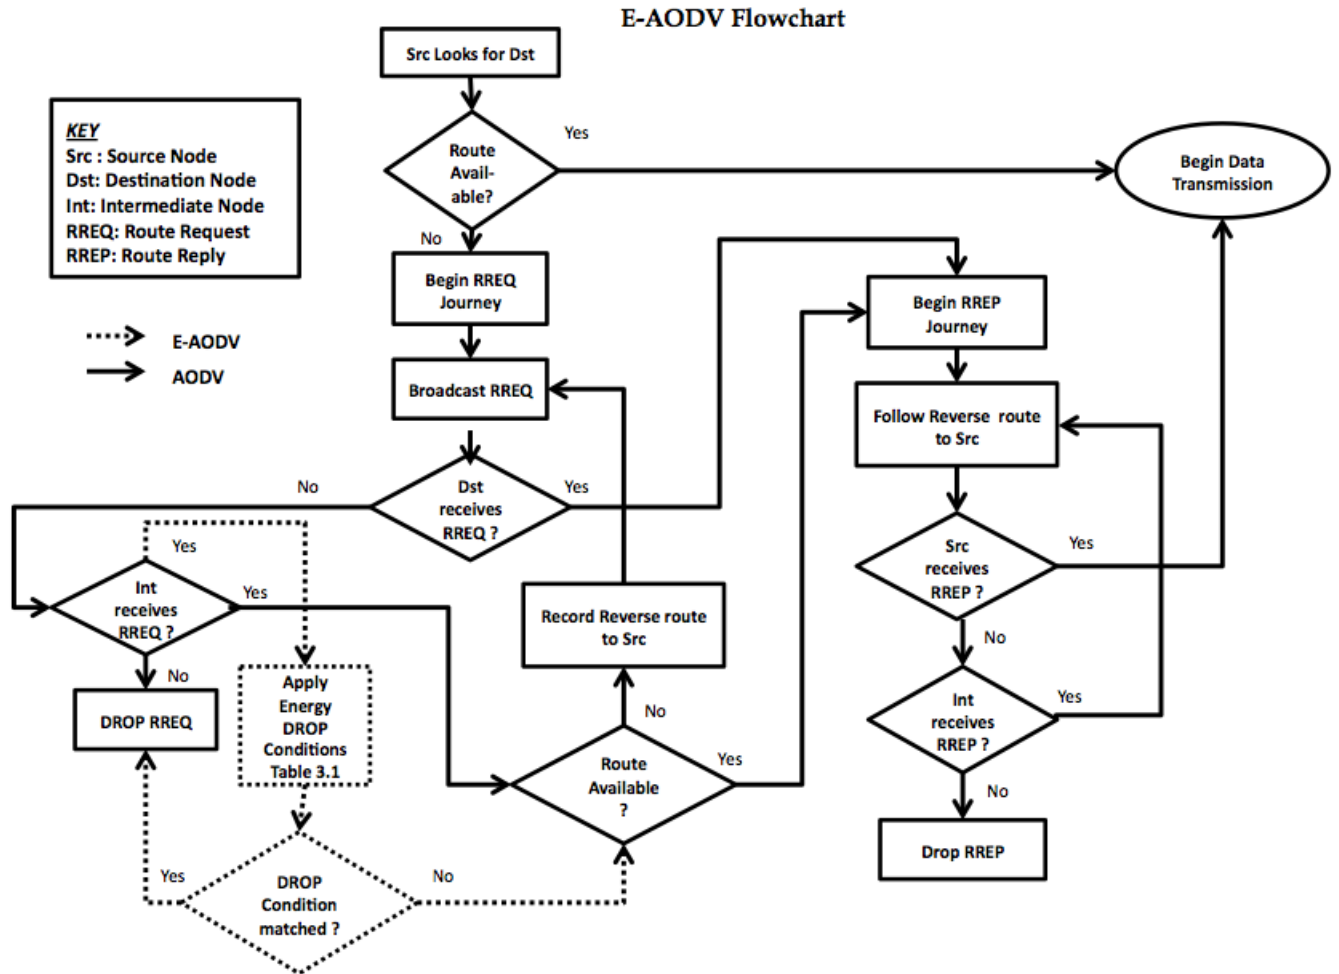 E-AODV Flowchart
Src Looks for Dst
KEY
Src : Source Node
Dst: Destination Node
Int: Intermediate Node
RREQ: Route Request
RREP: Route Reply
E-AODV
AODV
Route
Avail-
able?
Yes
No
Begin Data
Transmission
Begin RREQ
Journey
Broadcast RREQ
Dst
receives
RREQ ?
No
Yes
Int
receives
RREQ ?
Yes
Yes
No
DROP RREQ
Apply
Energy
DROP
Conditions
Table 3.1
DROP
Condition
matched ?
Yes
No
Record Reverse route
to Src
No
Route
Available
?
Yes
Begin RREP
Journey
Follow Reverse route
to Src
Src
receives
RREP ?
Yes
No
Int
receives
RREP ?
Yes
No
Drop RREP